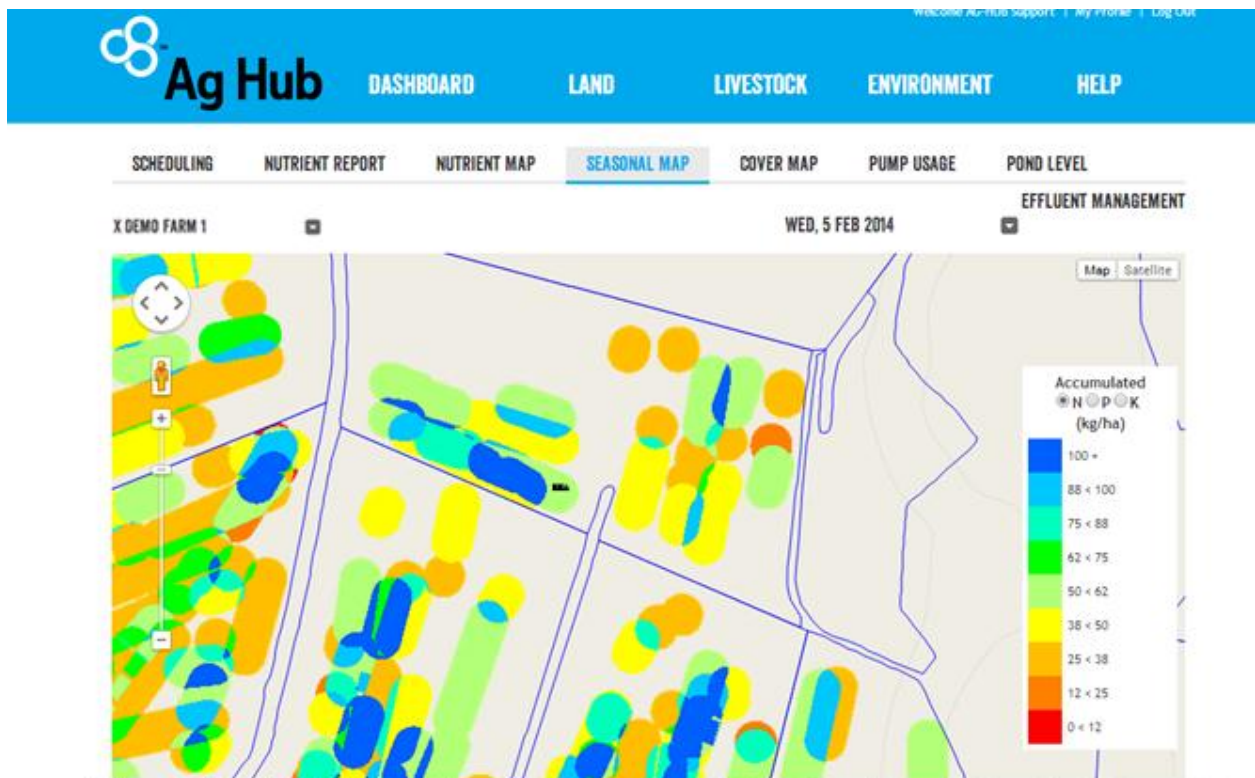 Welcome AG-HUB Support | My Profile | Log Out
Ag Hub
DASHBOARD LAND LIVESTOCK ENVIRONMENT HELP
SCHEDULING NUTRIENT REPORT NUTRIENT MAP SEASONAL MAP COVER MAP PUMP USAGE POND LEVEL
EFFLUENT MANAGEMENT
X DEMO FARM 1 WED, 5 FEB 2014
Map Satellite
Accumulated
N P K
(kg/ha)
100 +
88 < 100
75 < 88
62 < 75
50 < 62
38 < 50
25 < 38
12 < 25
0 < 12